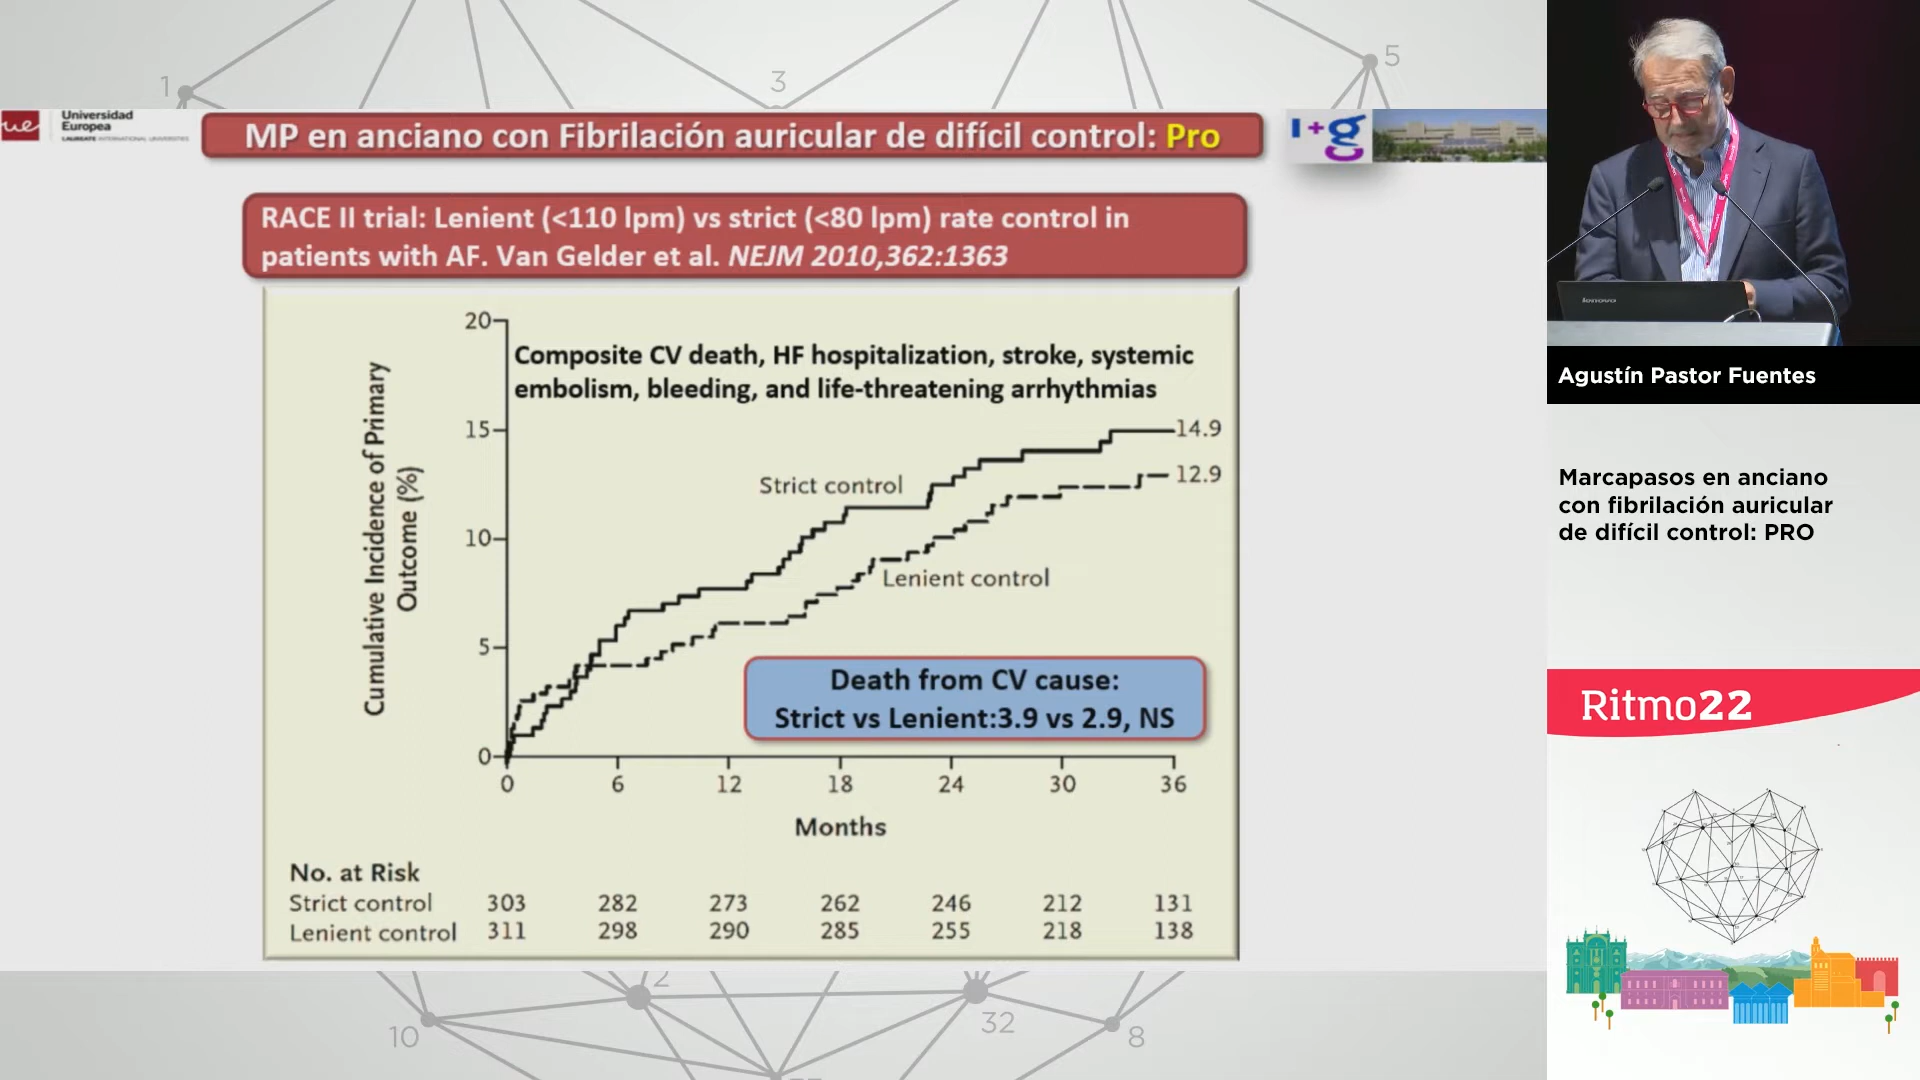 1
3
5
ue
Universidad
Europea
LAUREATE INTERNATIONAL UNIVERSITIES
MP en anciano con Fibrilación auricular de difícil control: Pro
I+g
RACE II trial: Lenient (<110 lpm) vs strict (<80 lpm) rate control in
patients with AF. Van Gelder et al. NEJM 2010,362:1363
Cumulative Incidence of Primary
Outcome (%)
20
15
10
5
0
Composite CV death, HF hospitalization, stroke, systemic
embolism, bleeding, and life-threatening arrhythmias
14.9
Strict control
12.9
Lenient control
Death from CV cause:
Strict vs Lenient:3.9 vs 2.9, NS
0 6 12 18 24 30 36
Months
No. at Risk
Strict control 303 282 273 262 246 212 131
Lenient control 311 298 290 285 255 218 138
10
2
32
8
lenovo
Agustín Pastor Fuentes
Marcapasos en anciano
con fibrilación auricular
de difícil control: PRO
Ritmo22